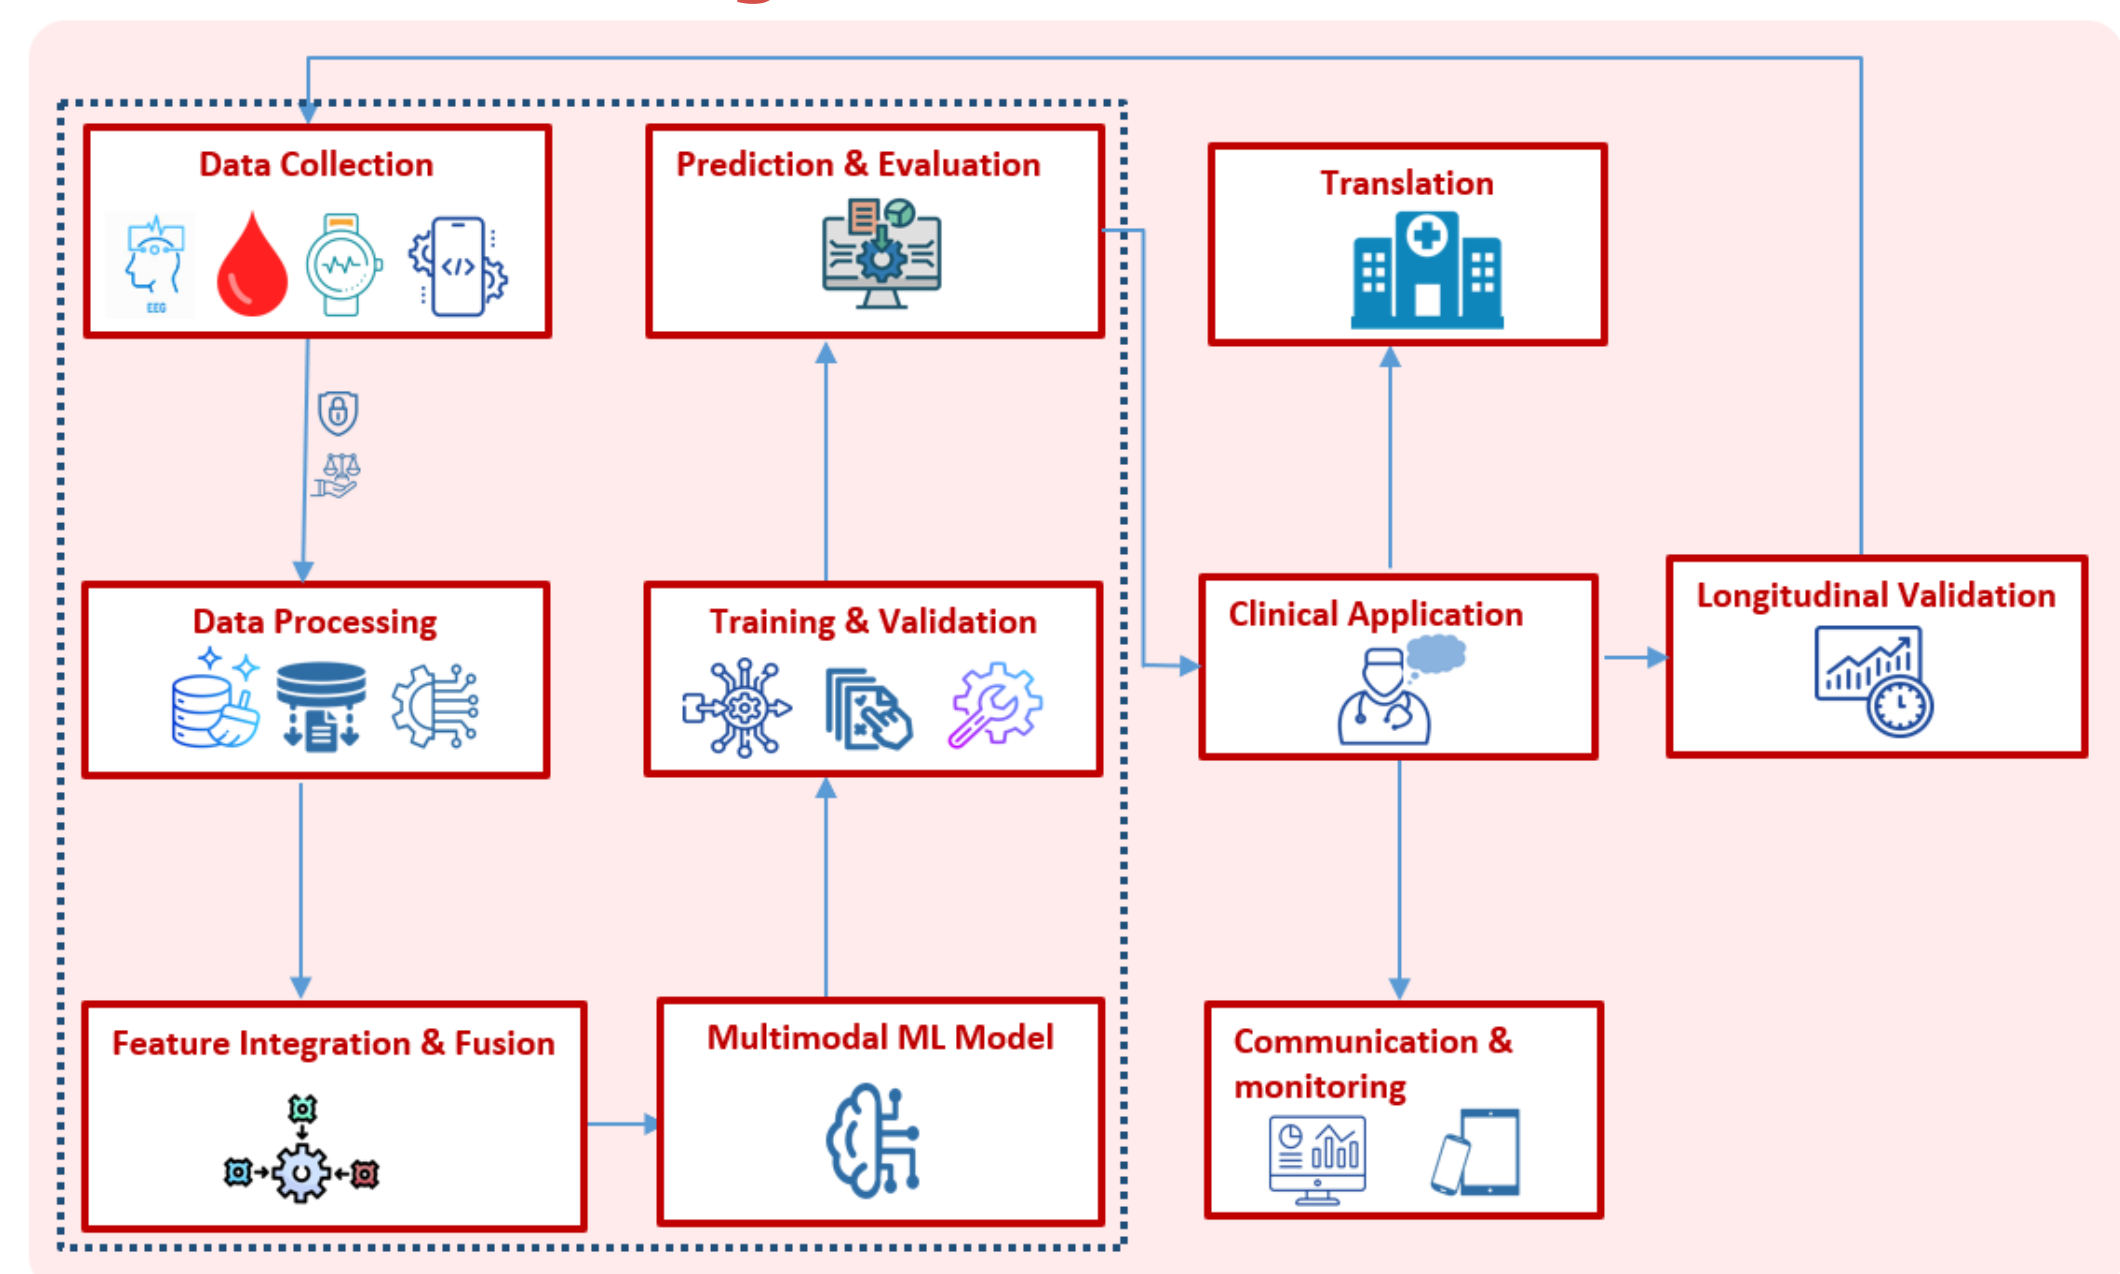 Data Collection
EEG
</>
Prediction & Evaluation
Translation
Data Processing
Training & Validation
Clinical Application
Longitudinal Validation
Feature Integration & Fusion
Multimodal ML Model
Communication &
monitoring